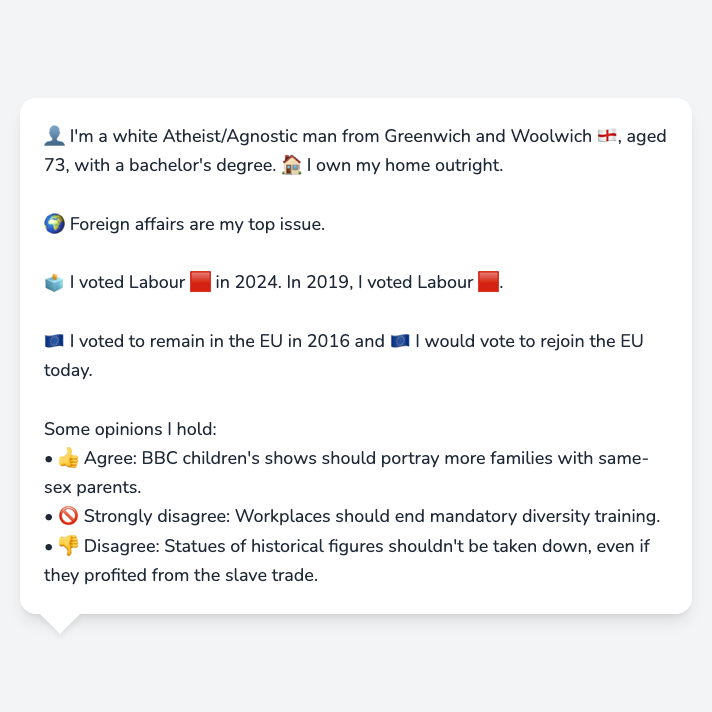 👤 I'm a white Atheist/Agnostic man from Greenwich and Woolwich 🏴󠁧󠁢󠁥󠁮󠁧󠁿, aged
73, with a bachelor's degree. 🏠 I own my home outright.
🌍 Foreign affairs are my top issue.
🗳️ I voted Labour 🟥 in 2024. In 2019, I voted Labour 🟥.
🇪🇺 I voted to remain in the EU in 2016 and 🇪🇺 I would vote to rejoin the EU
today.
Some opinions I hold:
• 👍 Agree: BBC children's shows should portray more families with same-
sex parents.
• 🚫 Strongly disagree: Workplaces should end mandatory diversity training.
• 👎 Disagree: Statues of historical figures shouldn't be taken down, even if
they profited from the slave trade.